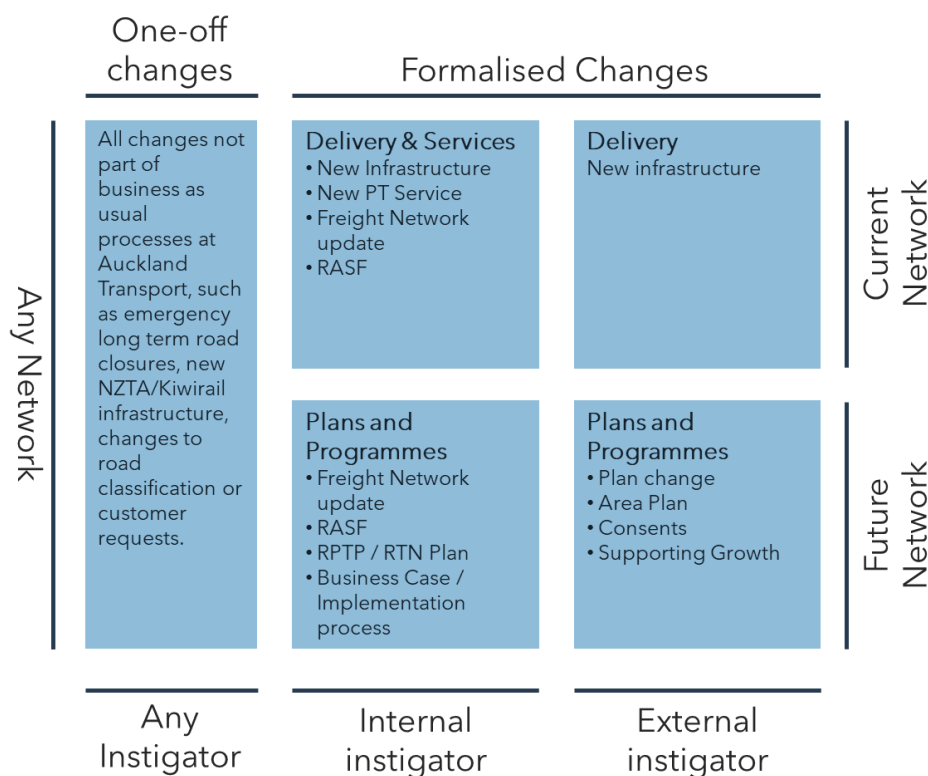 One-off
changes
Formalised Changes
Any Network
All changes not
part of
business as
usual
processes at
Auckland
Transport, such
as emergency
long term road
closures, new
NZTA/Kiwirail
infrastructure,
changes to
road
classification or
customer
requests.
Delivery & Services
• New Infrastructure
• New PT Service
• Freight Network
update
• RASF
Delivery
New infrastructure
Current
Network
Plans and
Programmes
• Freight Network
update
• RASF
• RPTP / RTN Plan
• Business Case /
Implementation
process
Plans and
Programmes
• Plan change
• Area Plan
• Consents
• Supporting Growth
Future
Network
Any
Instigator
Internal
instigator
External
instigator